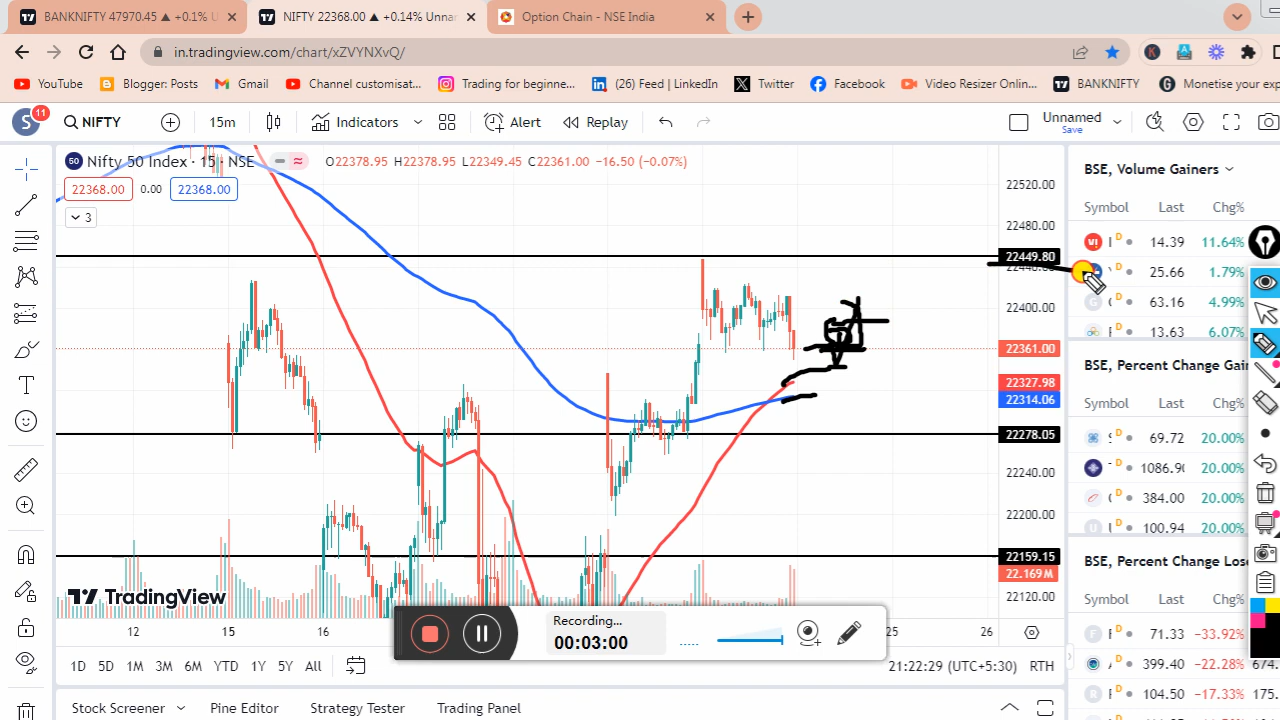 BANKNIFTY 47970.45 ▲ +0.1% U
NIFTY 22368.00 ▲ +0.14% Unnar
Option Chain - NSE India
in.tradingview.com/chart/xZVYNXvQ/
YouTube
Blogger: Posts
Gmail
Channel customisat...
Trading for beginne...
(26) Feed | LinkedIn
Twitter
Facebook
Video Resizer Onlin...
BANKNIFTY
Monetise your exp
S 11
NIFTY
15m
Indicators
Alert
Replay
Unnamed
Save
50 Nifty 50 Index · 15 · NSE
O22378.95 H22378.95 L22349.45 C22361.00 −16.50 (−0.07%)
22368.00 0.00 22368.00
3
22520.00
22480.00
22449.80
22440.00
22400.00
22361.00
22327.98
22314.06
22278.05
22240.00
22200.00
22159.15
22.169M
22120.00
TradingView
12 15 16 25 26
Recording...
00:03:00
1D 5D 1M 3M 6M YTD 1Y 5Y All
21:22:29 (UTC+5:30) RTH
Stock Screener
Pine Editor
Strategy Tester
Trading Panel
BSE, Volume Gainers
Symbol Last Chg%
D 14.39 11.64%
D 25.66 1.79%
D 63.16 4.99%
D 13.63 6.07%
BSE, Percent Change Gai
Symbol Last Chg%
D 69.72 20.00%
D 1086.90 20.00%
D 384.00 20.00%
D 100.94 20.00%
BSE, Percent Change Lose
Symbol Last Chg%
F D 71.33 −33.92%
D 399.40 −22.28% 674.
R D 104.50 −17.33% 175.